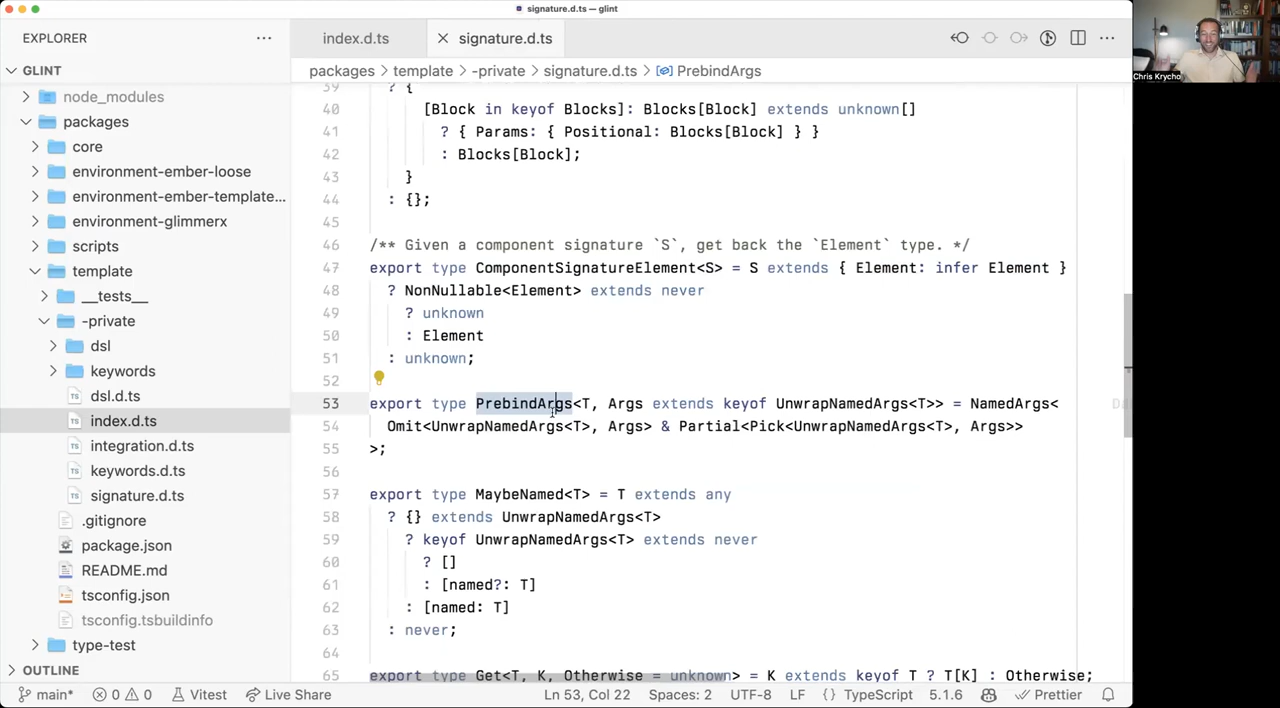 signature.d.ts — glint
EXPLORER
index.d.ts
signature.d.ts
GLINT
packages > template > -private > signature.d.ts > PrebindArgs
node_modules
packages
core
environment-ember-loose
environment-ember-template...
environment-glimmerx
scripts
template
__tests__
-private
dsl
keywords
dsl.d.ts
index.d.ts
integration.d.ts
keywords.d.ts
signature.d.ts
.gitignore
package.json
README.md
tsconfig.json
tsconfig.tsbuildinfo
type-test
OUTLINE
39 ? {
40 [Block in keyof Blocks]: Blocks[Block] extends unknown[]
41 ? { Params: { Positional: Blocks[Block] } }
42 : Blocks[Block];
43 }
44 : {};
45
46 /** Given a component signature `S`, get back the `Element` type. */
47 export type ComponentSignatureElement<S> = S extends { Element: infer Element }
48 ? NonNullable<Element> extends never
49 ? unknown
50 : Element
51 : unknown;
52
53 export type PrebindArgs<T, Args extends keyof UnwrapNamedArgs<T>> = NamedArgs<
54 Omit<UnwrapNamedArgs<T>, Args> & Partial<Pick<UnwrapNamedArgs<T>, Args>>
55 >;
56
57 export type MaybeNamed<T> = T extends any
58 ? {} extends UnwrapNamedArgs<T>
59 ? keyof UnwrapNamedArgs<T> extends never
60 ? []
61 : [named?: T]
62 : [named: T]
63 : never;
64
65 export type Get<T, K, Otherwise = unknown> = K extends keyof T ? T[K] : Otherwise;
main* 0 0 Vitest Live Share Ln 53, Col 22 Spaces: 2 UTF-8 LF {} TypeScript 5.1.6 Prettier
Chris Krycho